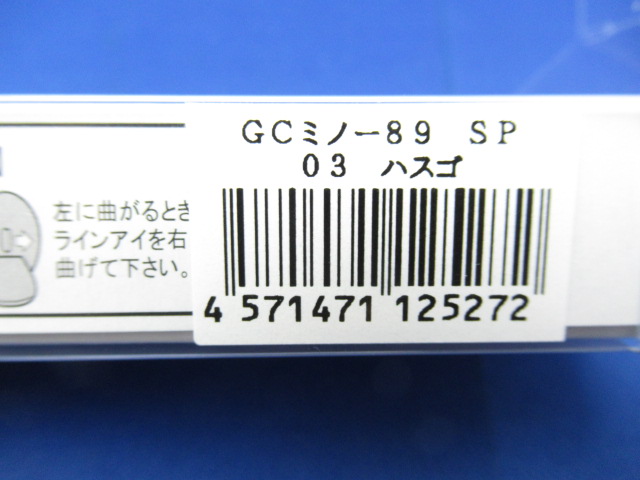 GCミノー89 SP
03 ハスゴ
4 571471 125272
左に曲がるとき
ラインアイを右
曲げて下さい。